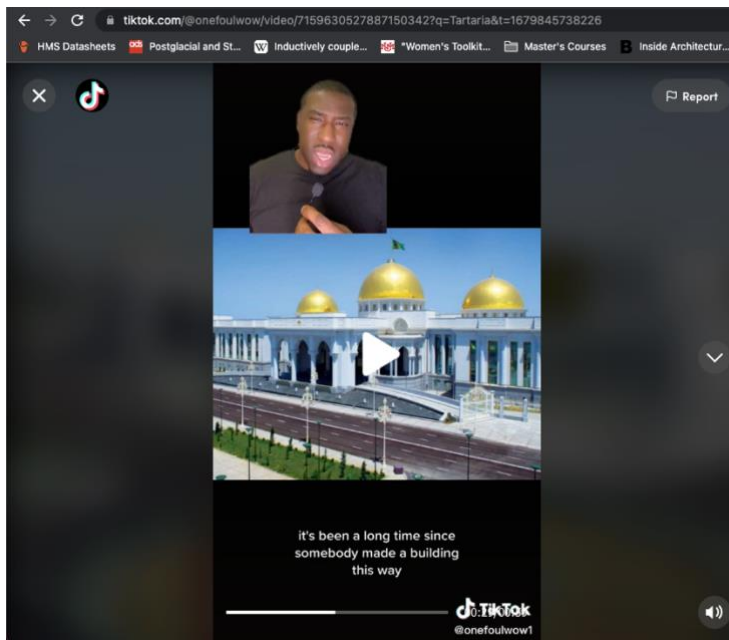 tiktok.com/@onefoulwow/video/7159630527887150342?q=Tartaria&t=1679845738226
HMS Datasheets
Postglacial and St...
Inductively couple...
"Women's Toolkit...
Master's Courses
Inside Architectur...
Report
it's been a long time since
somebody made a building
this way
TikTok
@onefoulwow1